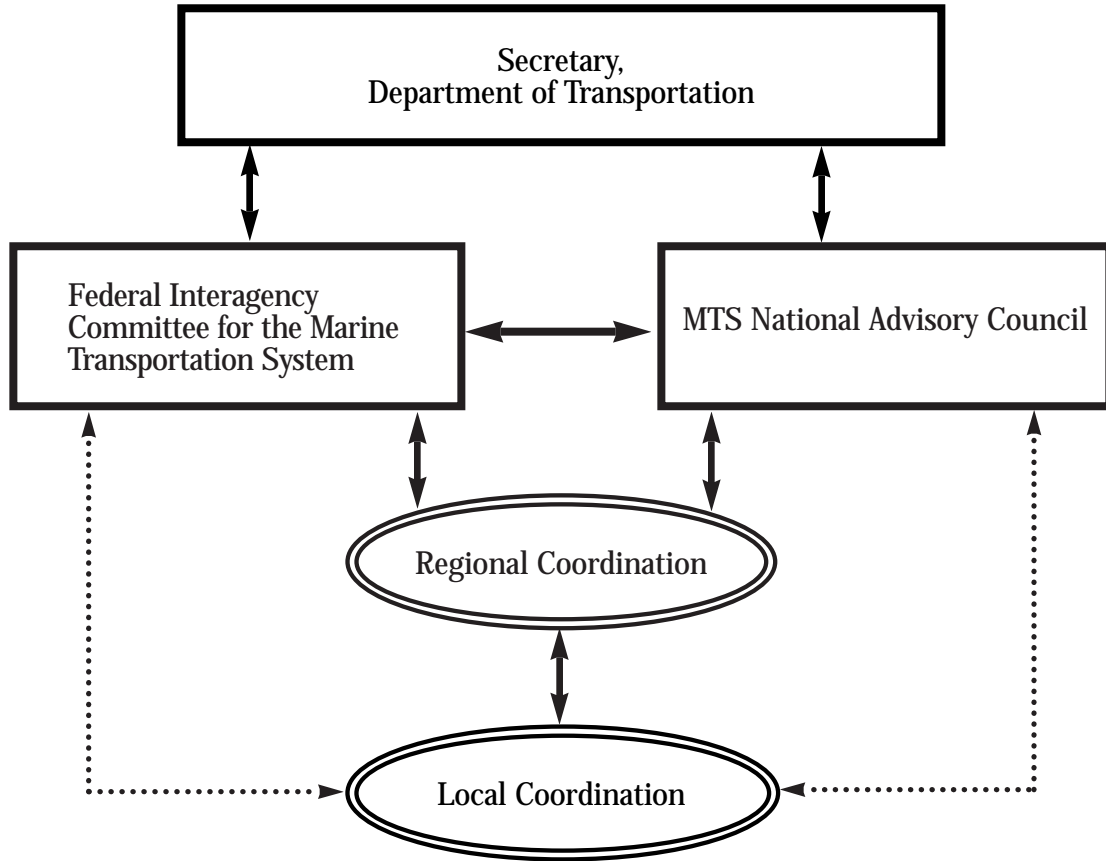 Secretary,
Department of Transportation
Federal Interagency
Committee for the Marine
Transportation System
MTS National Advisory Council
Regional Coordination
Local Coordination